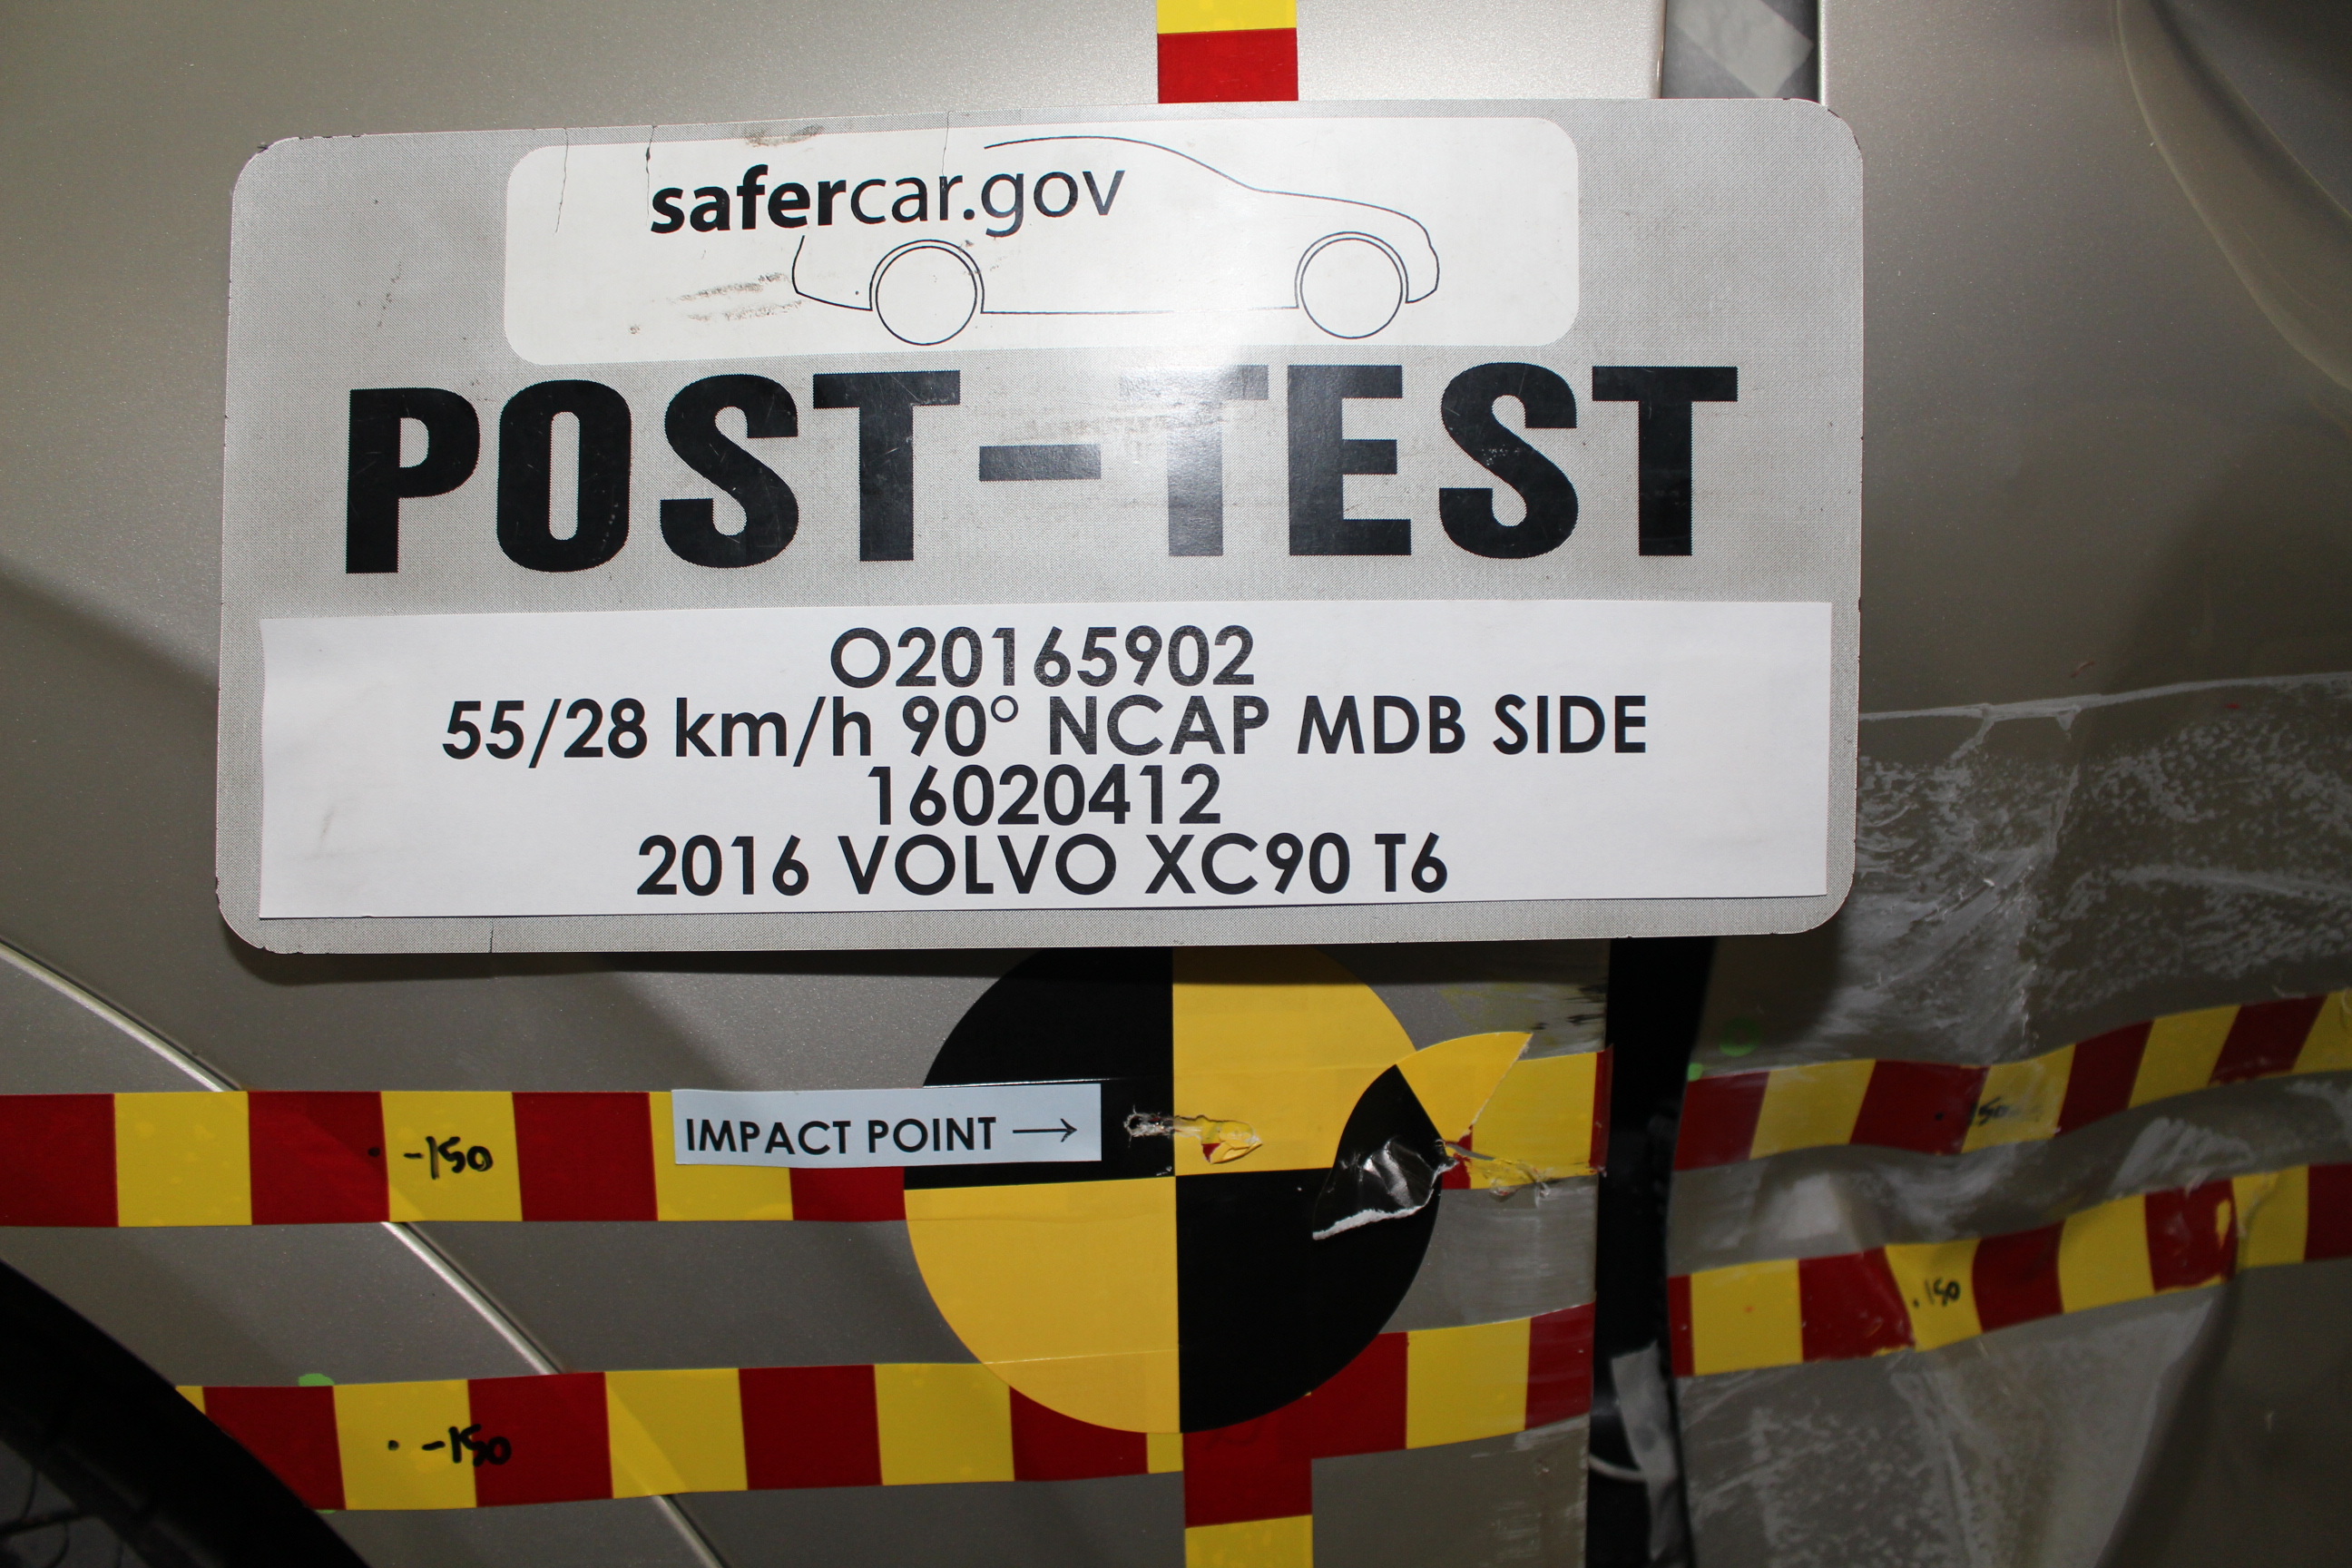 safercar.gov
POST-TEST
O20165902
55/28 km/h 90° NCAP MDB SIDE
16020412
2016 VOLVO XC90 T6
IMPACT POINT →
-150
150
150
-150